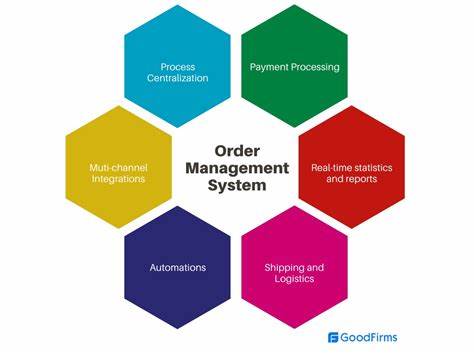 Process
Centralization
Payment Processing
Muti-channel
Integrations
Order
Management
System
Real-time statistics
and reports
Automations
Shipping and
Logistics
GoodFirms